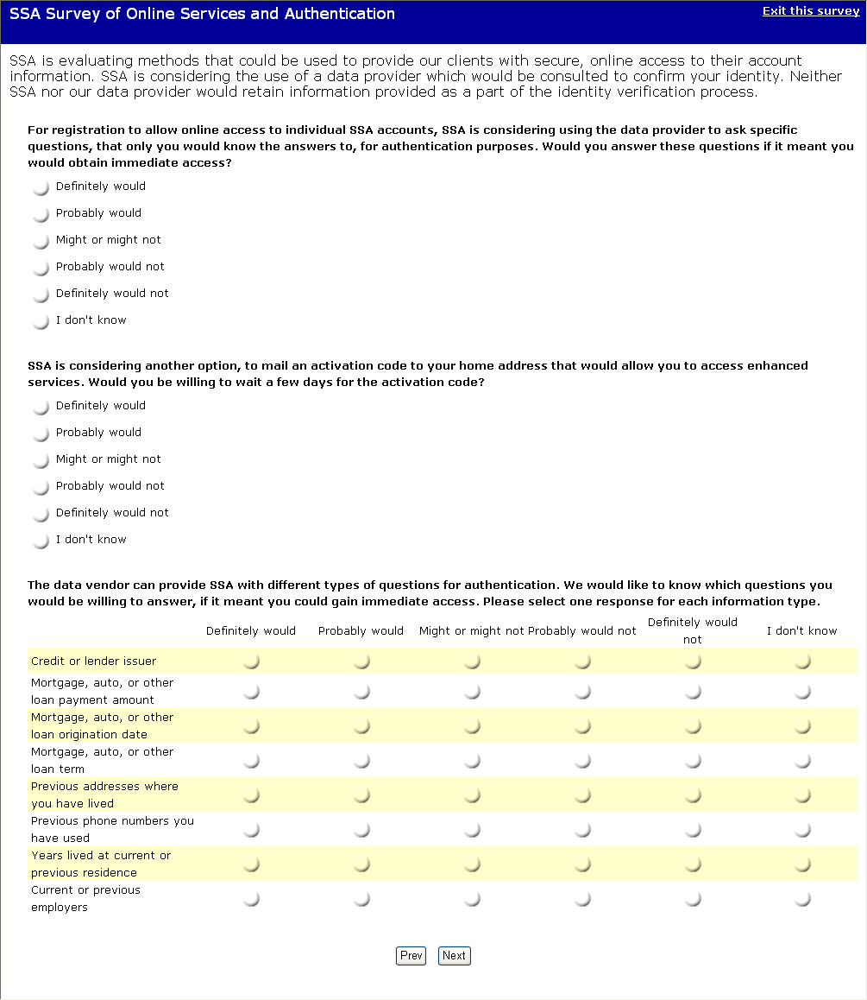 SSA Survey of Online Services and Authentication
Exit this survey
SSA is evaluating methods that could be used to provide our clients with secure, online access to their account
information. SSA is considering the use of a data provider which would be consulted to confirm your identity. Neither
SSA nor our data provider would retain information provided as a part of the identity verification process.
For registration to allow online access to individual SSA accounts, SSA is considering using the data provider to ask specific
questions, that only you would know the answers to, for authentication purposes. Would you answer these questions if it meant you
would obtain immediate access?
Definitely would
Probably would
Might or might not
Probably would not
Definitely would not
I don't know
SSA is considering another option, to mail an activation code to your home address that would allow you to access enhanced
services. Would you be willing to wait a few days for the activation code?
Definitely would
Probably would
Might or might not
Probably would not
Definitely would not
I don't know
The data vendor can provide SSA with different types of questions for authentication. We would like to know which questions you
would be willing to answer, if it meant you could gain immediate access. Please select one response for each information type.
Definitely would Probably would Might or might not Probably would not Definitely would
not I don't know
Credit or lender issuer
Mortgage, auto, or other
loan payment amount
Mortgage, auto, or other
loan origination date
Mortgage, auto, or other
loan term
Previous addresses where
you have lived
Previous phone numbers you
have used
Years lived at current or
previous residence
Current or previous
employers
Prev Next